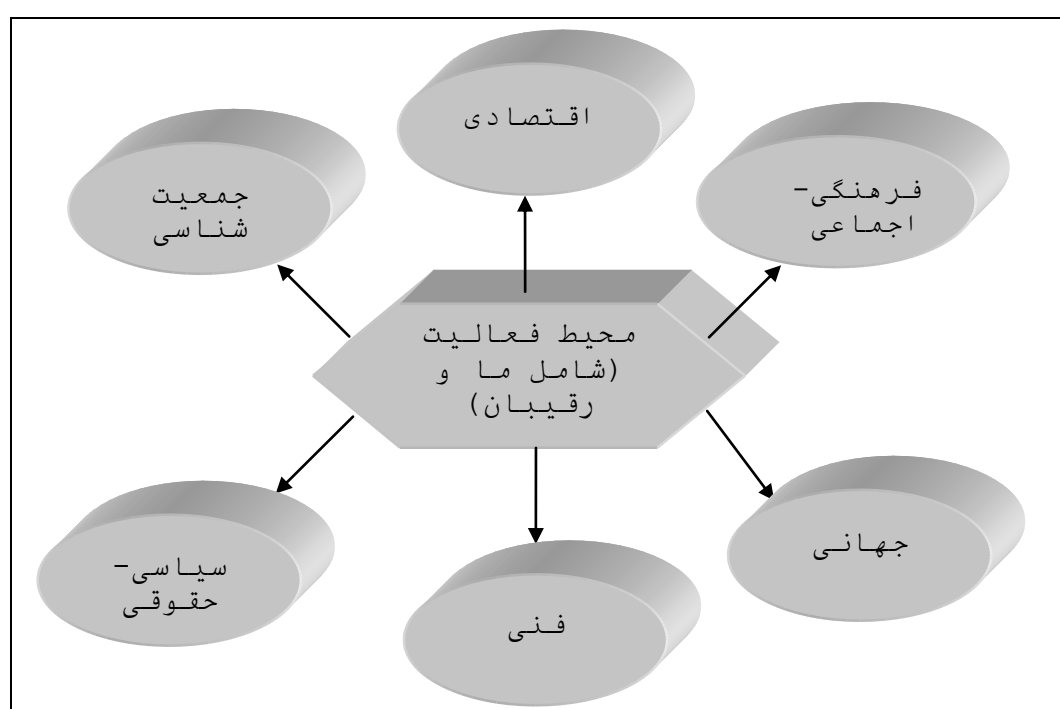 اقتصادی
فرهنگی-
اجماعی
جمعیت
شناسی
محیط فعالیت
(شامل ما و
رقیبان)
جهانی
سیاسی-
حقوقی
فنی